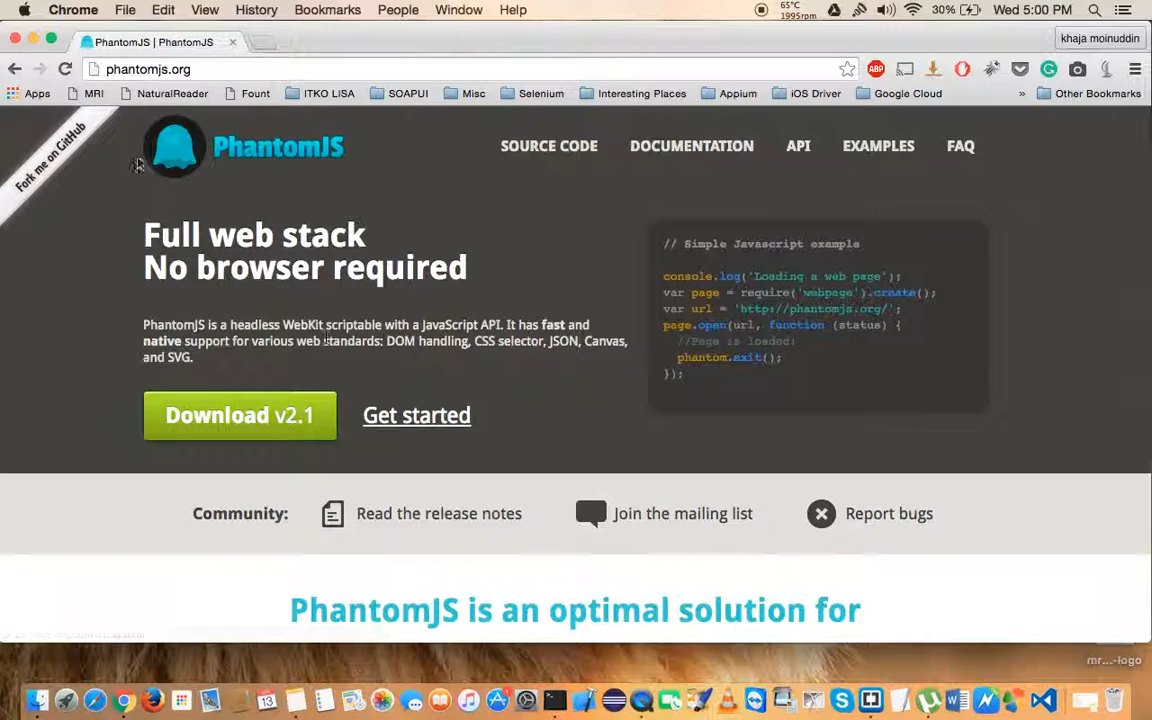 Chrome File Edit View History Bookmarks People Window Help 65°C 1995rpm 30% Wed 5:00 PM
PhantomJS | PhantomJS khaja moinuddin
phantomjs.org ABP
Apps MRI NaturalReader Fount ITKO LISA SOAPUI Misc Selenium Interesting Places Appium iOS Driver Google Cloud » Other Bookmarks
Fork me on GitHub
PhantomJS SOURCE CODE DOCUMENTATION API EXAMPLES FAQ
Full web stack
No browser required
PhantomJS is a headless WebKit scriptable with a JavaScript API. It has fast and
native support for various web standards: DOM handling, CSS selector, JSON, Canvas,
and SVG.
Download v2.1 Get started
// Simple Javascript example
console.log('Loading a web page');
var page = require('webpage').create();
var url = 'http://phantomjs.org/';
page.open(url, function (status) {
//Page is loaded!
phantom.exit();
});
Community: Read the release notes Join the mailing list Report bugs
PhantomJS is an optimal solution for
mr...-logo
13